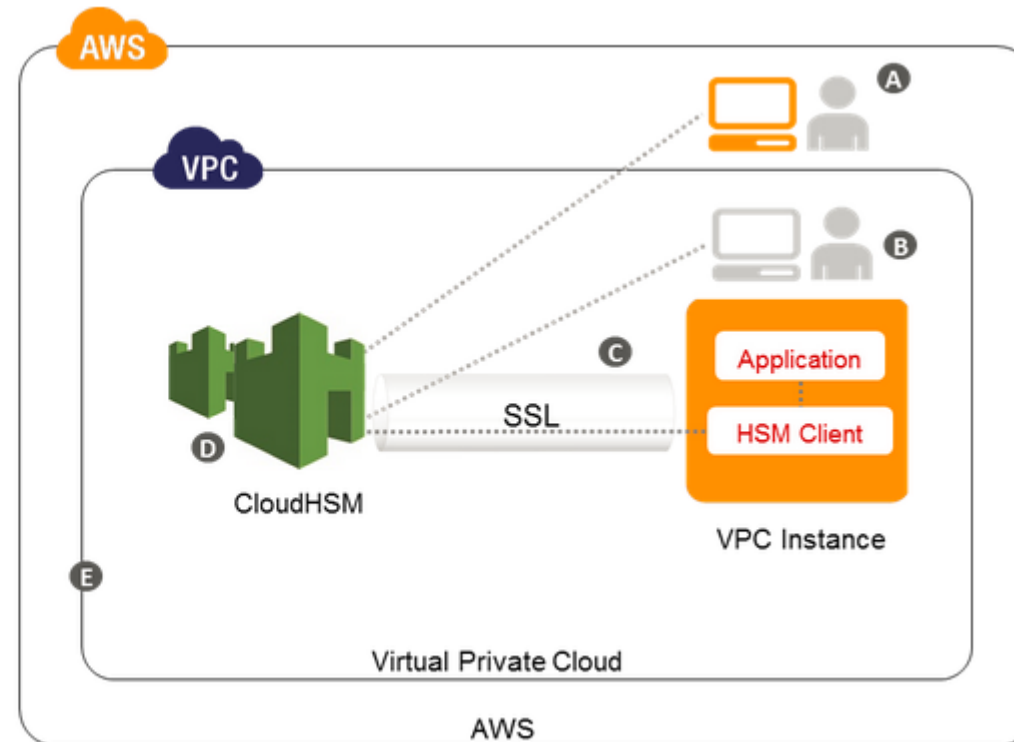 AWS
A
VPC
B
C
Application
SSL
HSM Client
D
CloudHSM
VPC Instance
E
Virtual Private Cloud
AWS